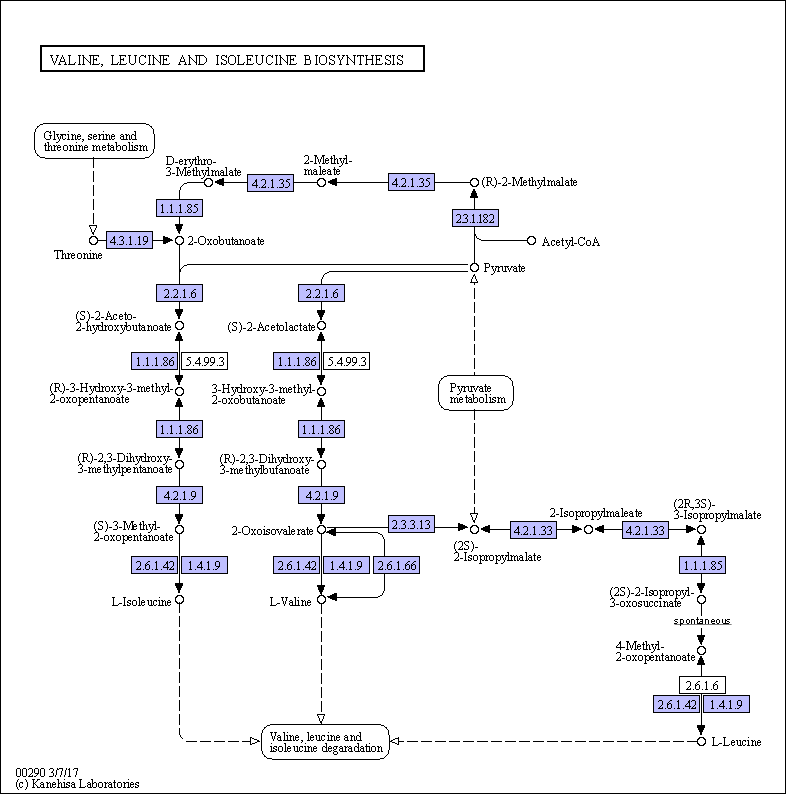 VALINE, LEUCINE AND ISOLEUCINE BIOSYNTHESIS
Glycine, serine and
threonine metabolism
D-erythro-
3-Methylmalate
2-Methyl-
maleate
4.2.1.35
4.2.1.35
(R)-2-Methylmalate
1.1.1.85
2.3.1.182
4.3.1.19
2-Oxobutanoate
Acetyl-CoA
Threonine
Pyruvate
2.2.1.6
2.2.1.6
(S)-2-Aceto-
2-hydroxybutanoate
(S)-2-Acetolactate
1.1.1.86
5.4.99.3
1.1.1.86
5.4.99.3
(R)-3-Hydroxy-3-methyl-
2-oxopentanoate
3-Hydroxy-3-methyl-
2-oxobutanoate
Pyruvate
metabolism
1.1.1.86
1.1.1.86
(R)-2,3-Dihydroxy-
3-methylpentanoate
(R)-2,3-Dihydroxy-
3-methylbutanoate
4.2.1.9
4.2.1.9
(S)-3-Methyl-
2-oxopentanoate
2-Oxoisovalerate
2.3.3.13
(2S)-
2-Isopropylmalate
4.2.1.33
2-Isopropylmaleate
4.2.1.33
(2R,3S)-
3-Isopropylmalate
2.6.1.42
1.4.1.9
2.6.1.42
1.4.1.9
2.6.1.66
1.1.1.85
L-Isoleucine
L-Valine
(2S)-2-Isopropyl-
3-oxosuccinate
spontaneous
4-Methyl-
2-oxopentanoate
2.6.1.6
2.6.1.42
1.4.1.9
Valine, leucine and
isoleucine degaradation
L-Leucine
00290 3/7/17
(c) Kanehisa Laboratories